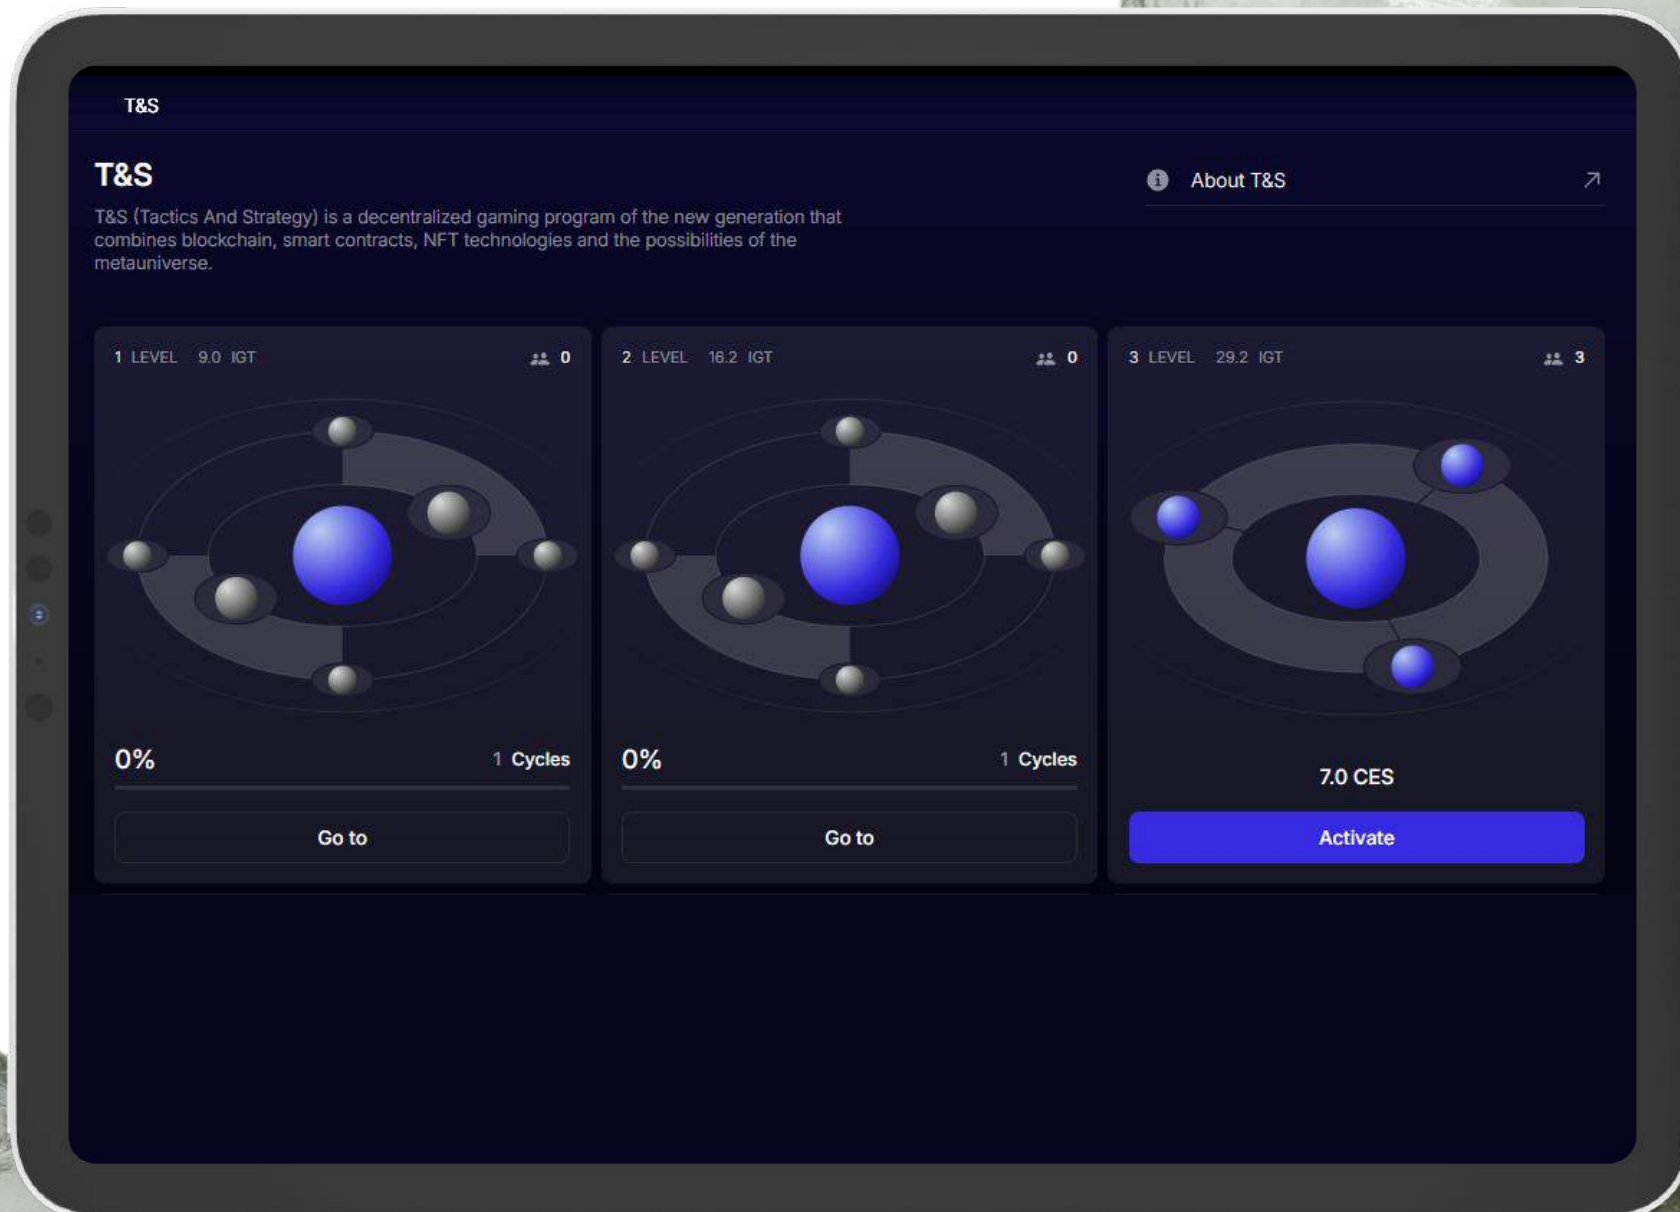 T&S
T&S
T&S (Tactics And Strategy) is a decentralized gaming program of the new generation that
combines blockchain, smart contracts, NFT technologies and the possibilities of the
metauniverse.
About T&S
1 LEVEL 9.0 IGT 0
2 LEVEL 16.2 IGT 0
3 LEVEL 29.2 IGT 3
0% 1 Cycles
0% 1 Cycles
7.0 CES
Go to
Go to
Activate